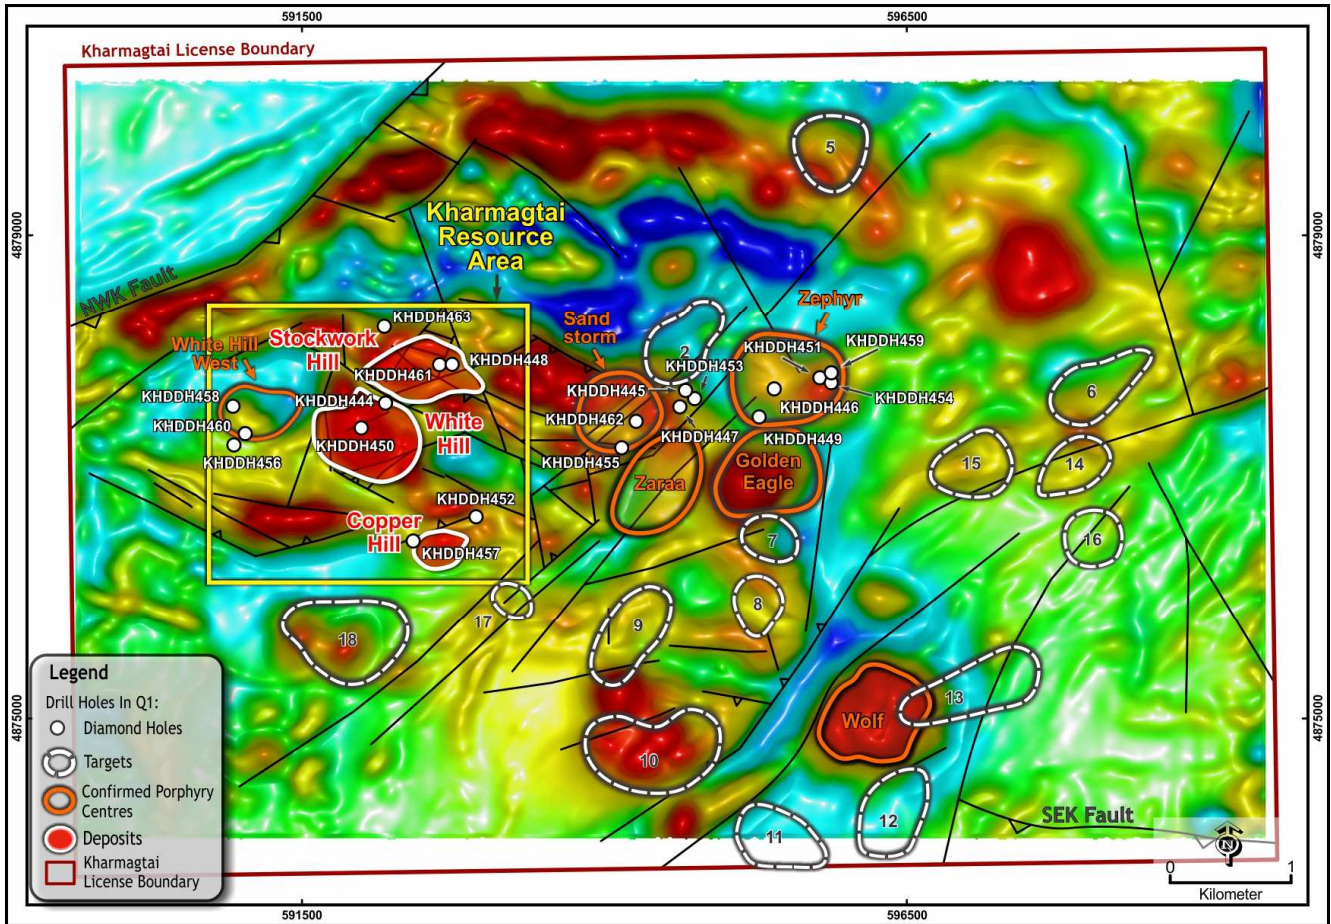 591500
596500
Kharmagtai License Boundary
5
4879000
4879000
Kharmagtai
Resource
Area
NWK Fault
Zephyr
Sand
storm
KHDDH463
Stockwork
Hill
White Hill
West
2
KHDDH451
KHDDH459
KHDDH448
KHDDH453
KHDDH461
KHDDH445
6
KHDDH458
KHDDH444
KHDDH454
KHDDH446
KHDDH462
White
Hill
KHDDH460
KHDDH447
KHDDH449
KHDDH450
KHDDH456
KHDDH455
Golden
Eagle
15
14
Zaraa
KHDDH452
Copper
Hill
KHDDH457
7
16
17
8
9
18
13
Wolf
4875000
4875000
10
11
12
SEK Fault
Legend
Drill Holes In Q1:
Diamond Holes
Targets
Confirmed Porphyry
Centres
Deposits
Kharmagtai
License Boundary
N
0 1
Kilometer
591500
596500